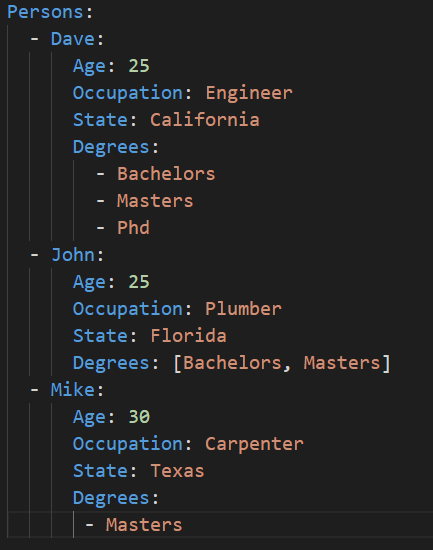 Persons:
  - Dave:
      Age: 25
      Occupation: Engineer
      State: California
      Degrees:
        - Bachelors
        - Masters
        - Phd
  - John:
      Age: 25
      Occupation: Plumber
      State: Florida
      Degrees: [Bachelors, Masters]
  - Mike:
      Age: 30
      Occupation: Carpenter
      State: Texas
      Degrees:
       - Masters